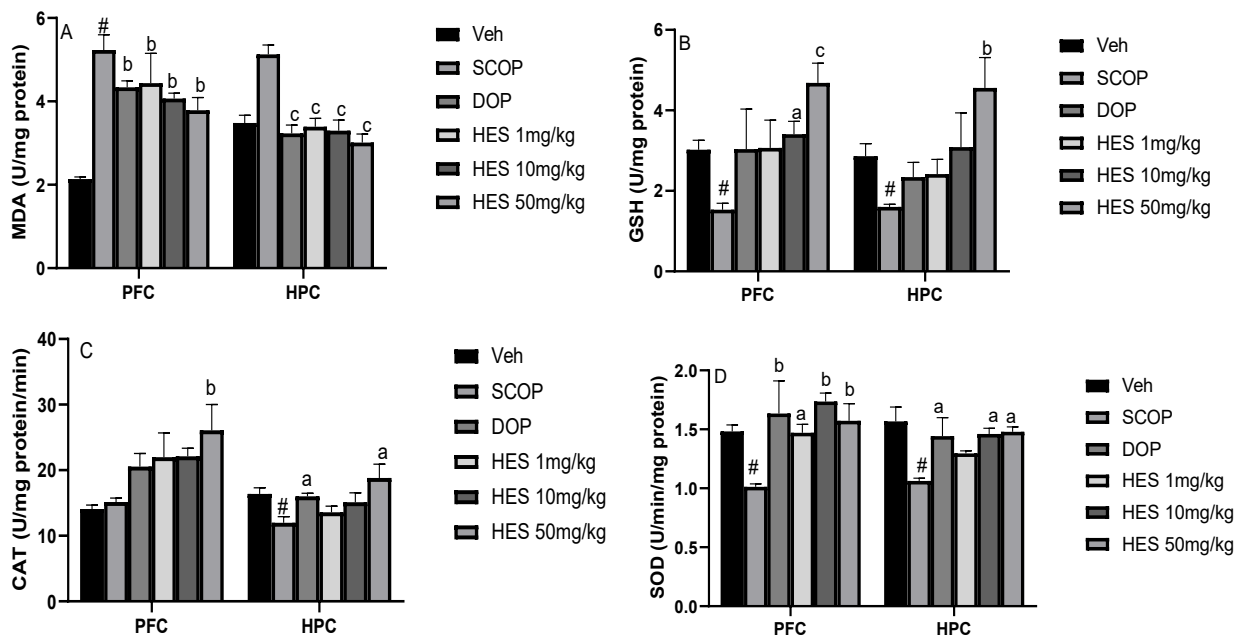 A
MDA (U/mg protein)
6
4
2
0
#
b
b
b
b
c
c
c
c
PFC
HPC
Veh
SCOP
DOP
HES 1mg/kg
HES 10mg/kg
HES 50mg/kg
B
GSH (U/mg protein)
6
4
2
0
#
a
c
#
b
PFC
HPC
Veh
SCOP
DOP
HES 1mg/kg
HES 10mg/kg
HES 50mg/kg
C
CAT (U/mg protein/min)
40
30
20
10
0
b
#
a
a
PFC
HPC
Veh
SCOP
DOP
HES 1mg/kg
HES 10mg/kg
HES 50mg/kg
D
SOD (U/min/mg protein)
2.0
1.5
1.0
0.5
0.0
#
b
a
b
b
#
a
a
a
PFC
HPC
Veh
SCOP
DOP
HES 1mg/kg
HES 10mg/kg
HES 50mg/kg